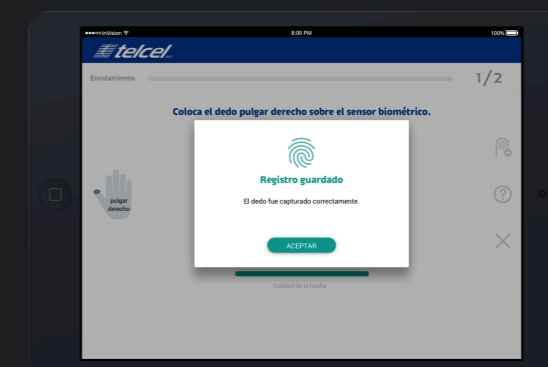 InVision
8:00 PM
100%
telcel
Enrolamiento
1/2
Coloca el dedo pulgar derecho sobre el sensor biométrico.
Registro guardado
El dedo fue capturado correctamente.
pulgar
derecho
ACEPTAR
Calidad de la huella